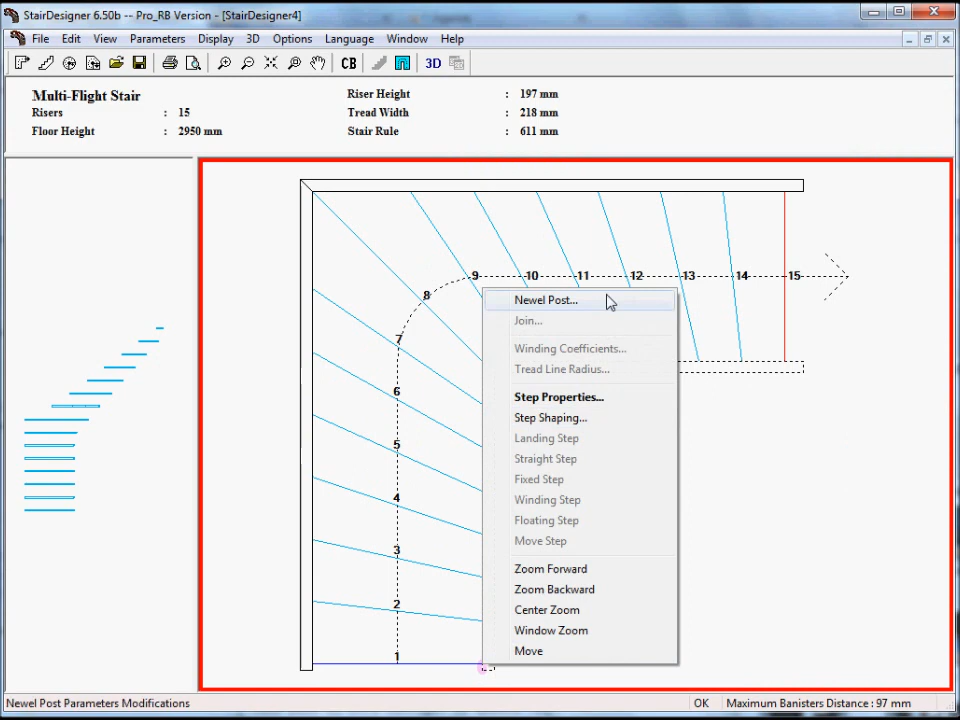 StairDesigner 6.50b -- Pro_RB Version - [StairDesigner4]
File Edit View Parameters Display 3D Options Language Window Help
CB 3D
Multi-Flight Stair
Risers : 15
Floor Height : 2950 mm
Riser Height : 197 mm
Tread Width : 218 mm
Stair Rule : 611 mm
9 10 11 12 13 14 15
8
7
6
5
4
3
2
1
Newel Post...
Join...
Winding Coefficients...
Tread Line Radius...
Step Properties...
Step Shaping...
Landing Step
Straight Step
Fixed Step
Winding Step
Floating Step
Move Step
Zoom Forward
Zoom Backward
Center Zoom
Window Zoom
Move
Newel Post Parameters Modifications OK Maximum Banisters Distance : 97 mm